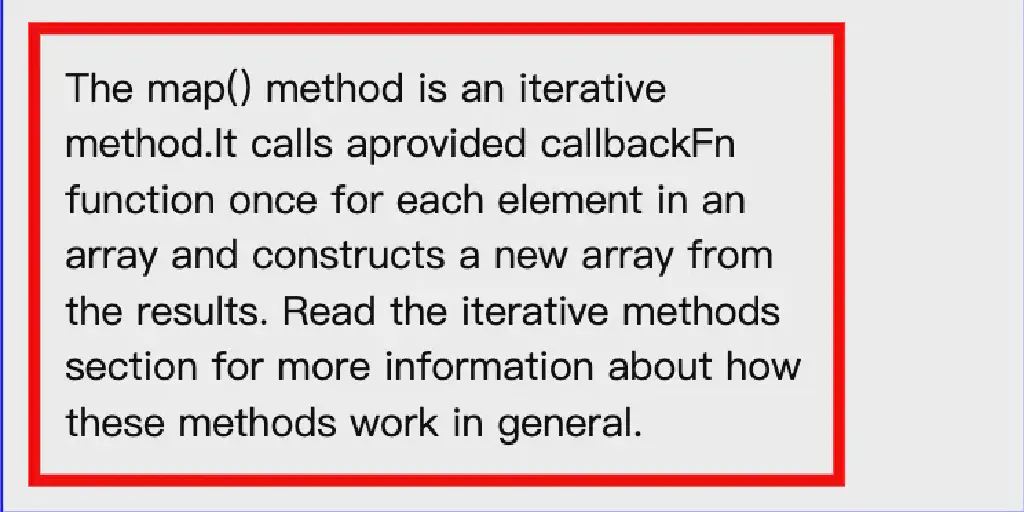 The map() method is an iterative
method.It calls aprovided callbackFn
function once for each element in an
array and constructs a new array from
the results. Read the iterative methods
section for more information about how
these methods work in general.